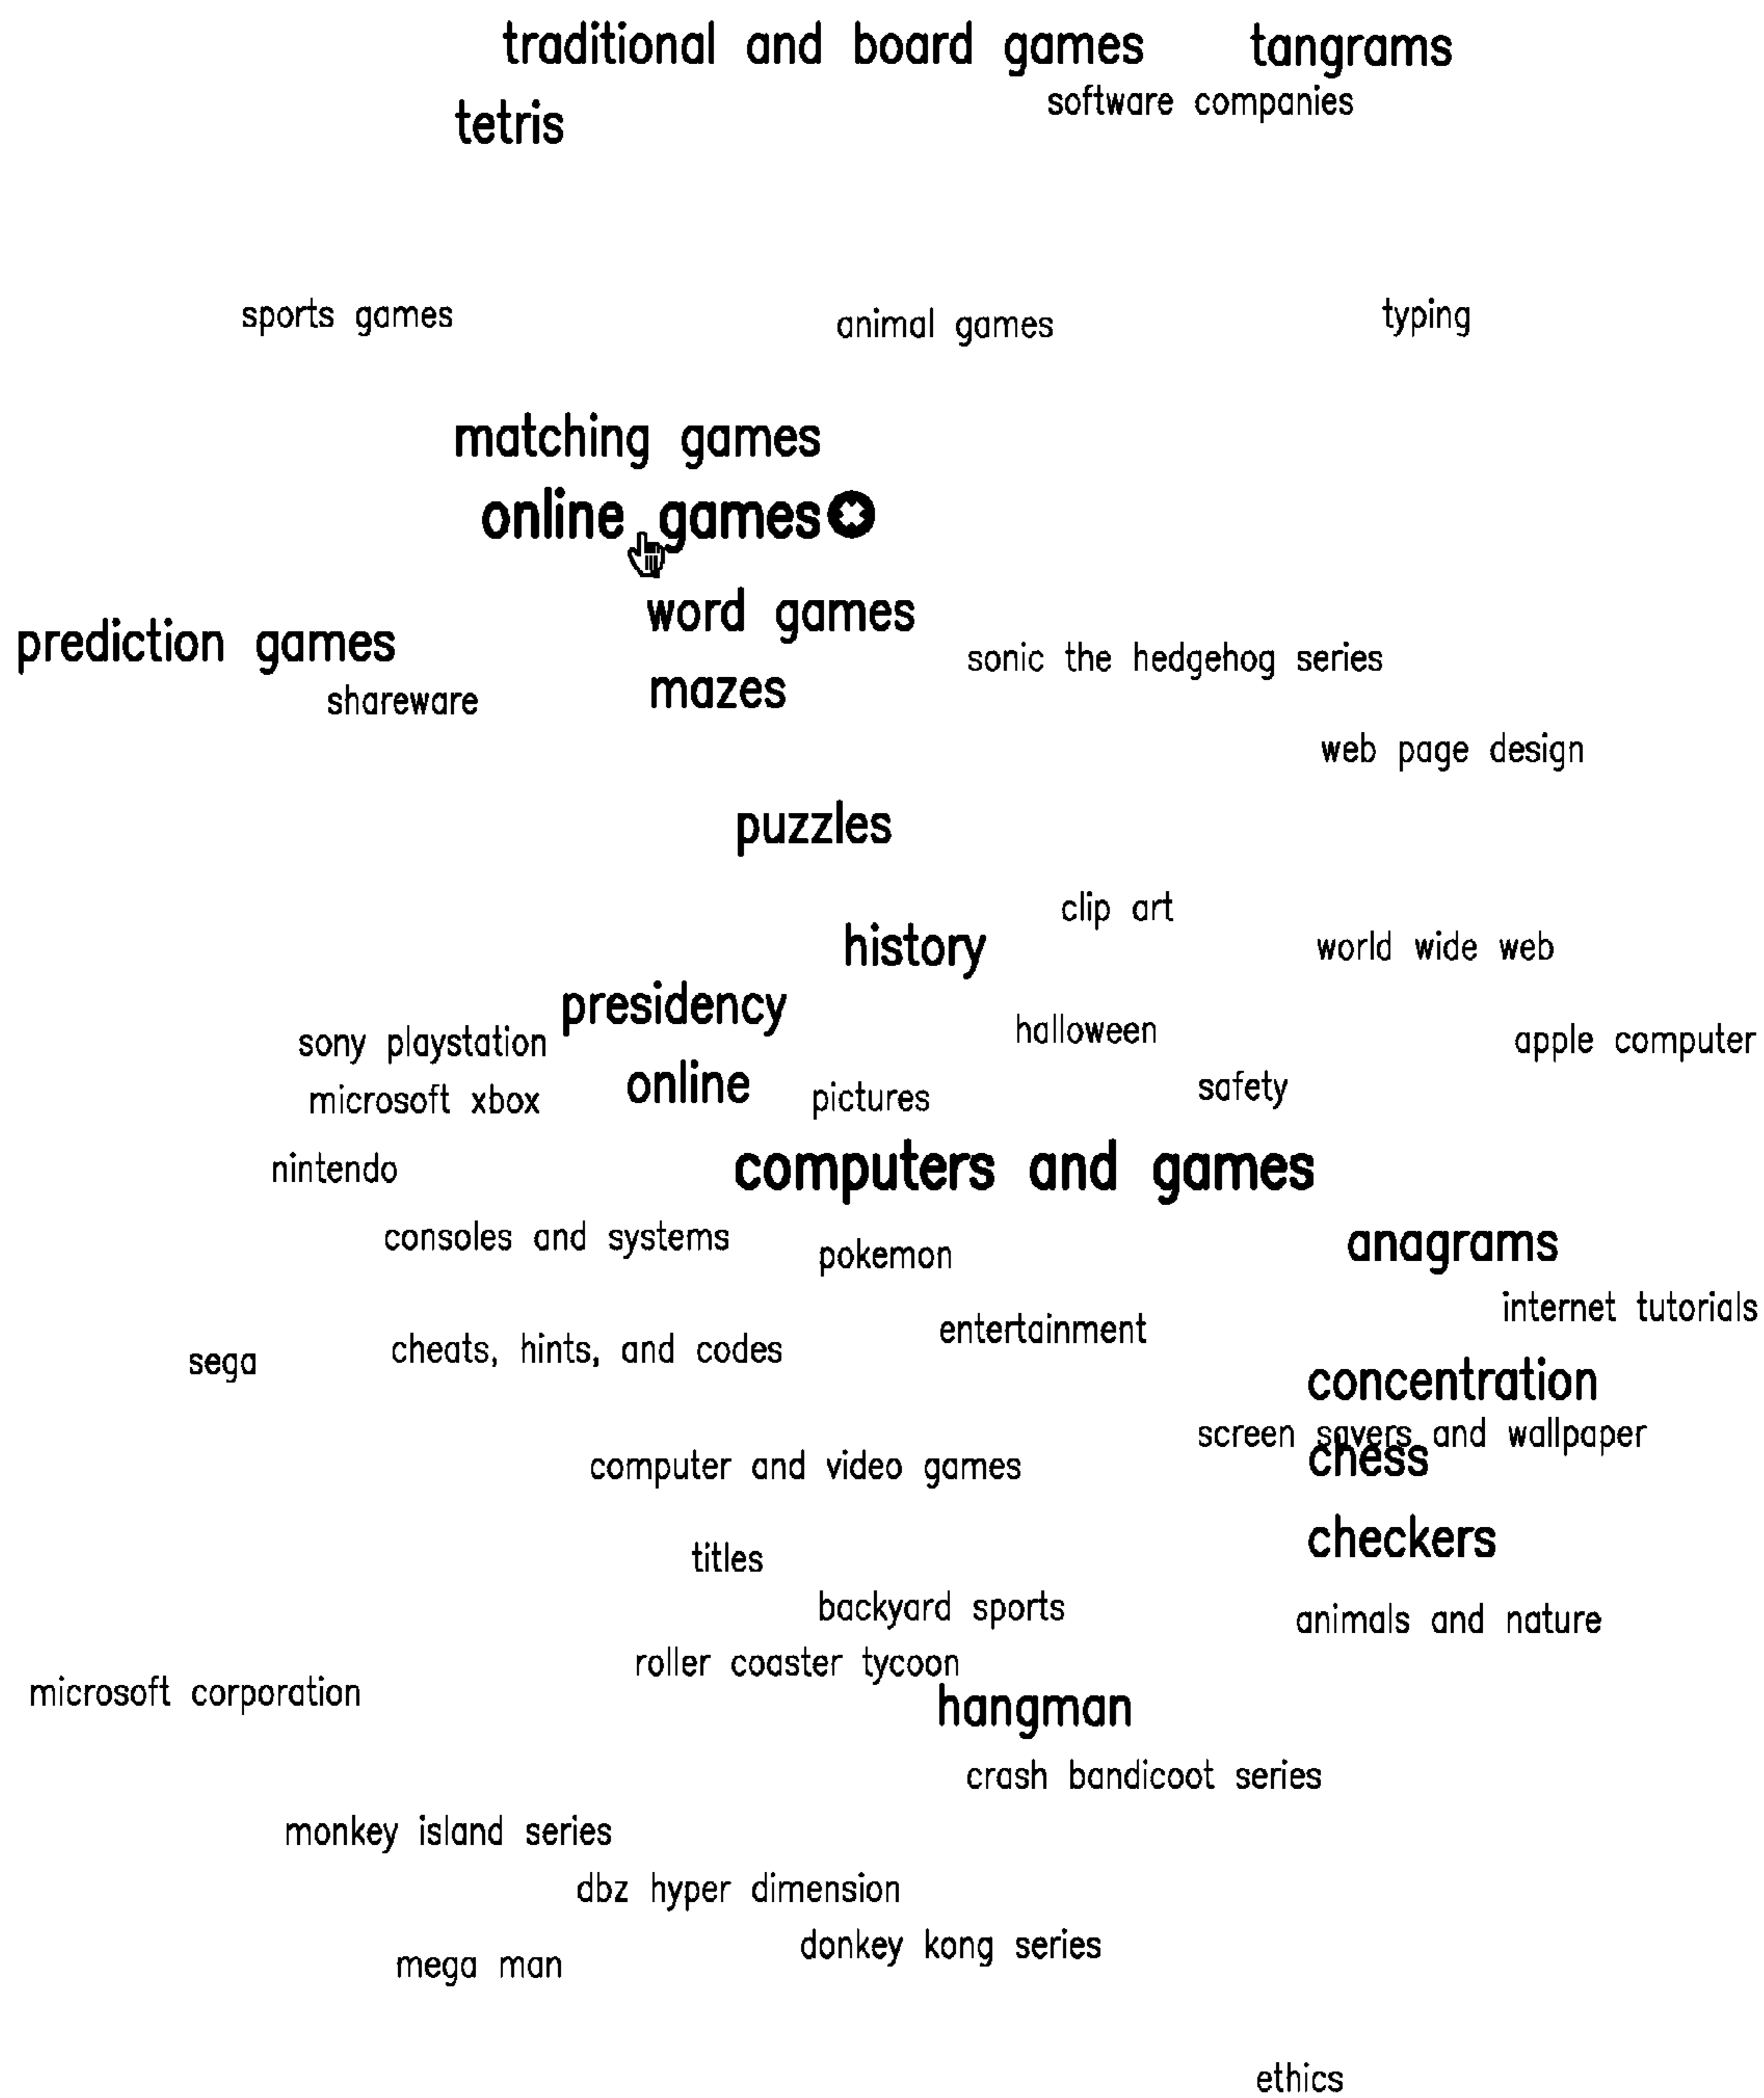 traditional and board games tangrams
software companies
tetris
sports games animal games typing
matching games
online games
word games
prediction games
sonic the hedgehog series
mazes
shareware
web page design
puzzles
clip art
history
world wide web
presidency
halloween
sony playstation
apple computer
online
safety
microsoft xbox
pictures
nintendo
computers and games
consoles and systems
anagrams
pokemon
internet tutorials
entertainment
cheats, hints, and codes
sega
concentration
screen savers and wallpaper
chess
computer and video games
checkers
titles
backyard sports
animals and nature
roller coaster tycoon
microsoft corporation
hangman
crash bandicoot series
monkey island series
dbz hyper dimension
donkey kong series
mega man
ethics